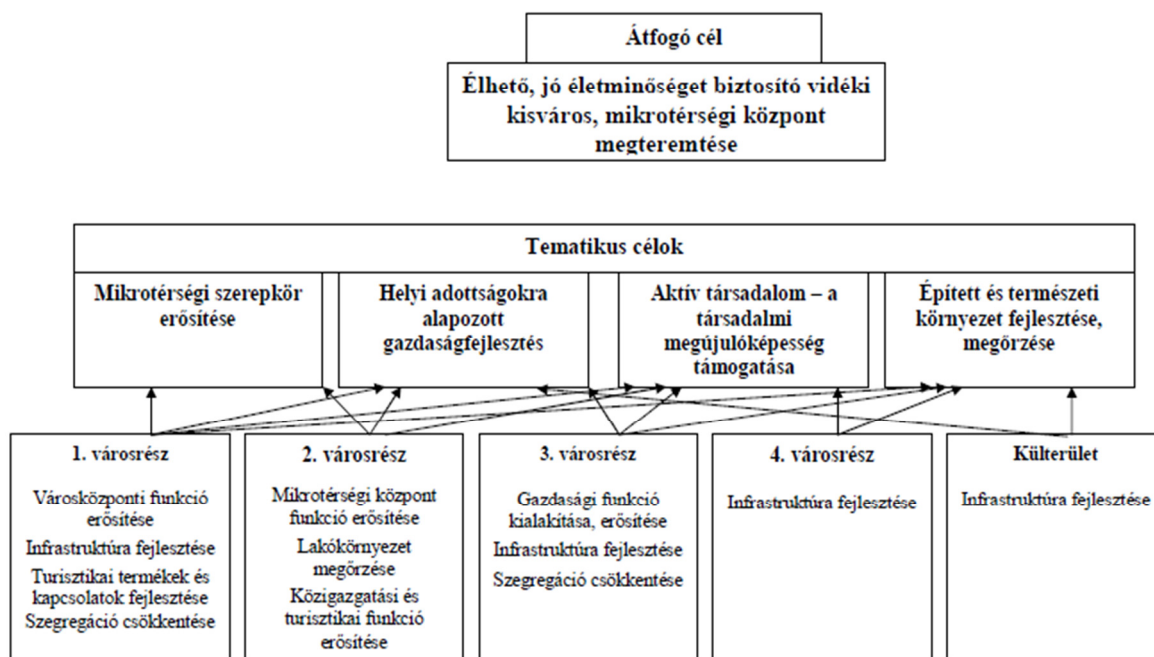 Átfogó cél
Élhető, jó életminőséget biztosító vidéki
kisváros, mikrotérségi központ
megteremtése
Tematikus célok
Mikrotérségi szerepkör
erősítése
Helyi adottságokra
alapozott
gazdaságfejlesztés
Aktív társadalom – a
társadalmi
megújulóképesség
támogatása
Épített és természeti
környezet fejlesztése,
megőrzése
1. városrész
Városközponti funkció
erősítése
Infrastruktúra fejlesztése
Turisztikai termékek és
kapcsolatok fejlesztése
Szegregáció csökkentése
2. városrész
Mikrotérségi központ
funkció erősítése
Lakókörnyezet
megőrzése
Közigazgatási és
turisztikai funkció
erősítése
3. városrész
Gazdasági funkció
kialakítása, erősítése
Infrastruktúra fejlesztése
Szegregáció csökkentése
4. városrész
Infrastruktúra fejlesztése
Külterület
Infrastruktúra fejlesztése